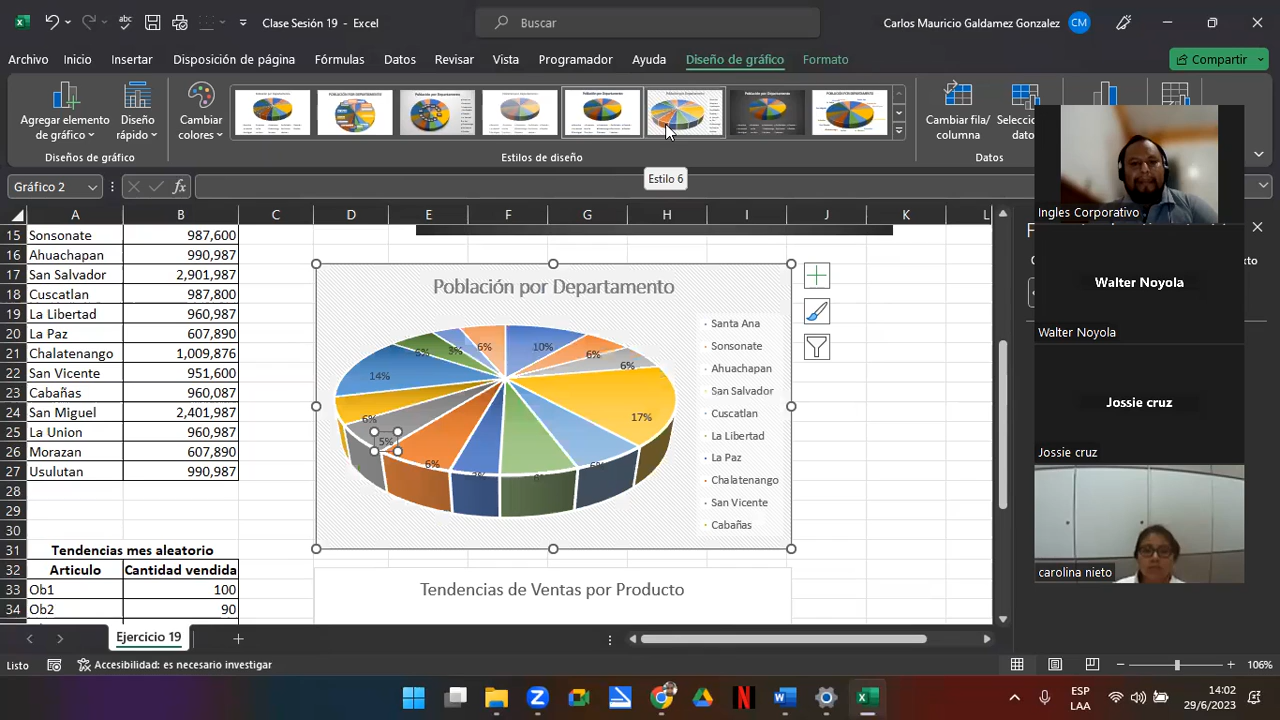 Clase Sesión 19 - Excel
Buscar
Carlos Mauricio Galdamez Gonzalez
CM
Archivo Inicio Insertar Disposición de página Fórmulas Datos Revisar Vista Programador Ayuda Diseño de gráfico Formato
Compartir
Agregar elemento de gráfico
Diseño rápido
Cambiar colores
Cambiar fila/ columna
Diseños de gráfico
Estilos de diseño
Datos
Estilo 6
Gráfico 2
fx
A B C D E F G H I J K L
15 Sonsonate 987,600
16 Ahuachapan 990,987
17 San Salvador 2,901,987
18 Cuscatlan 987,800
19 La Libertad 960,987
20 La Paz 607,890
21 Chalatenango 1,009,876
22 San Vicente 951,600
23 Cabañas 960,087
24 San Miguel 2,401,987
25 La Union 960,987
26 Morazan 607,890
27 Usulutan 990,987
28
29
30
31 Tendencias mes aleatorio
32 Articulo Cantidad vendida
33 Ob1 100
34 Ob2 90
Población por Departamento
10%
6%
6%
17%
6%
5%
6%
14%
3%
6%
Santa Ana
Sonsonate
Ahuachapan
San Salvador
Cuscatlan
La Libertad
La Paz
Chalatenango
San Vicente
Cabañas
Tendencias de Ventas por Producto
Ingles Corporativo
Walter Noyola
Walter Noyola
Jossie cruz
Jossie cruz
carolina nieto
Ejercicio 19
Listo
Accesibilidad: es necesario investigar
106%
ESP
LAA
14:02
29/6/2023